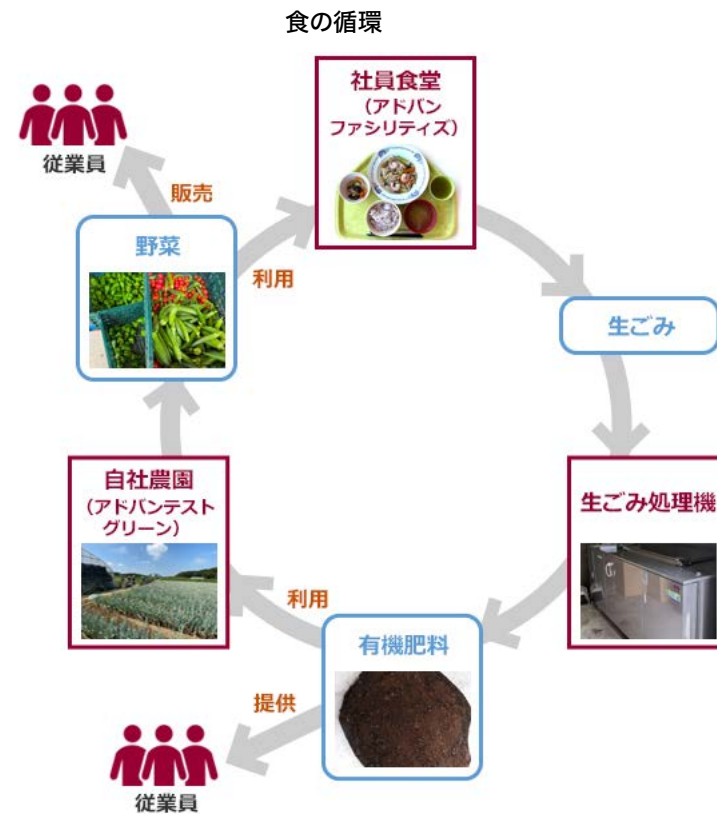 食の循環
社員食堂
（アドバン
ファシリティズ）
従業員
販売
野菜
利用
生ごみ
自社農園
（アドバンテスト
グリーン）
生ごみ処理機
利用
有機肥料
提供
従業員